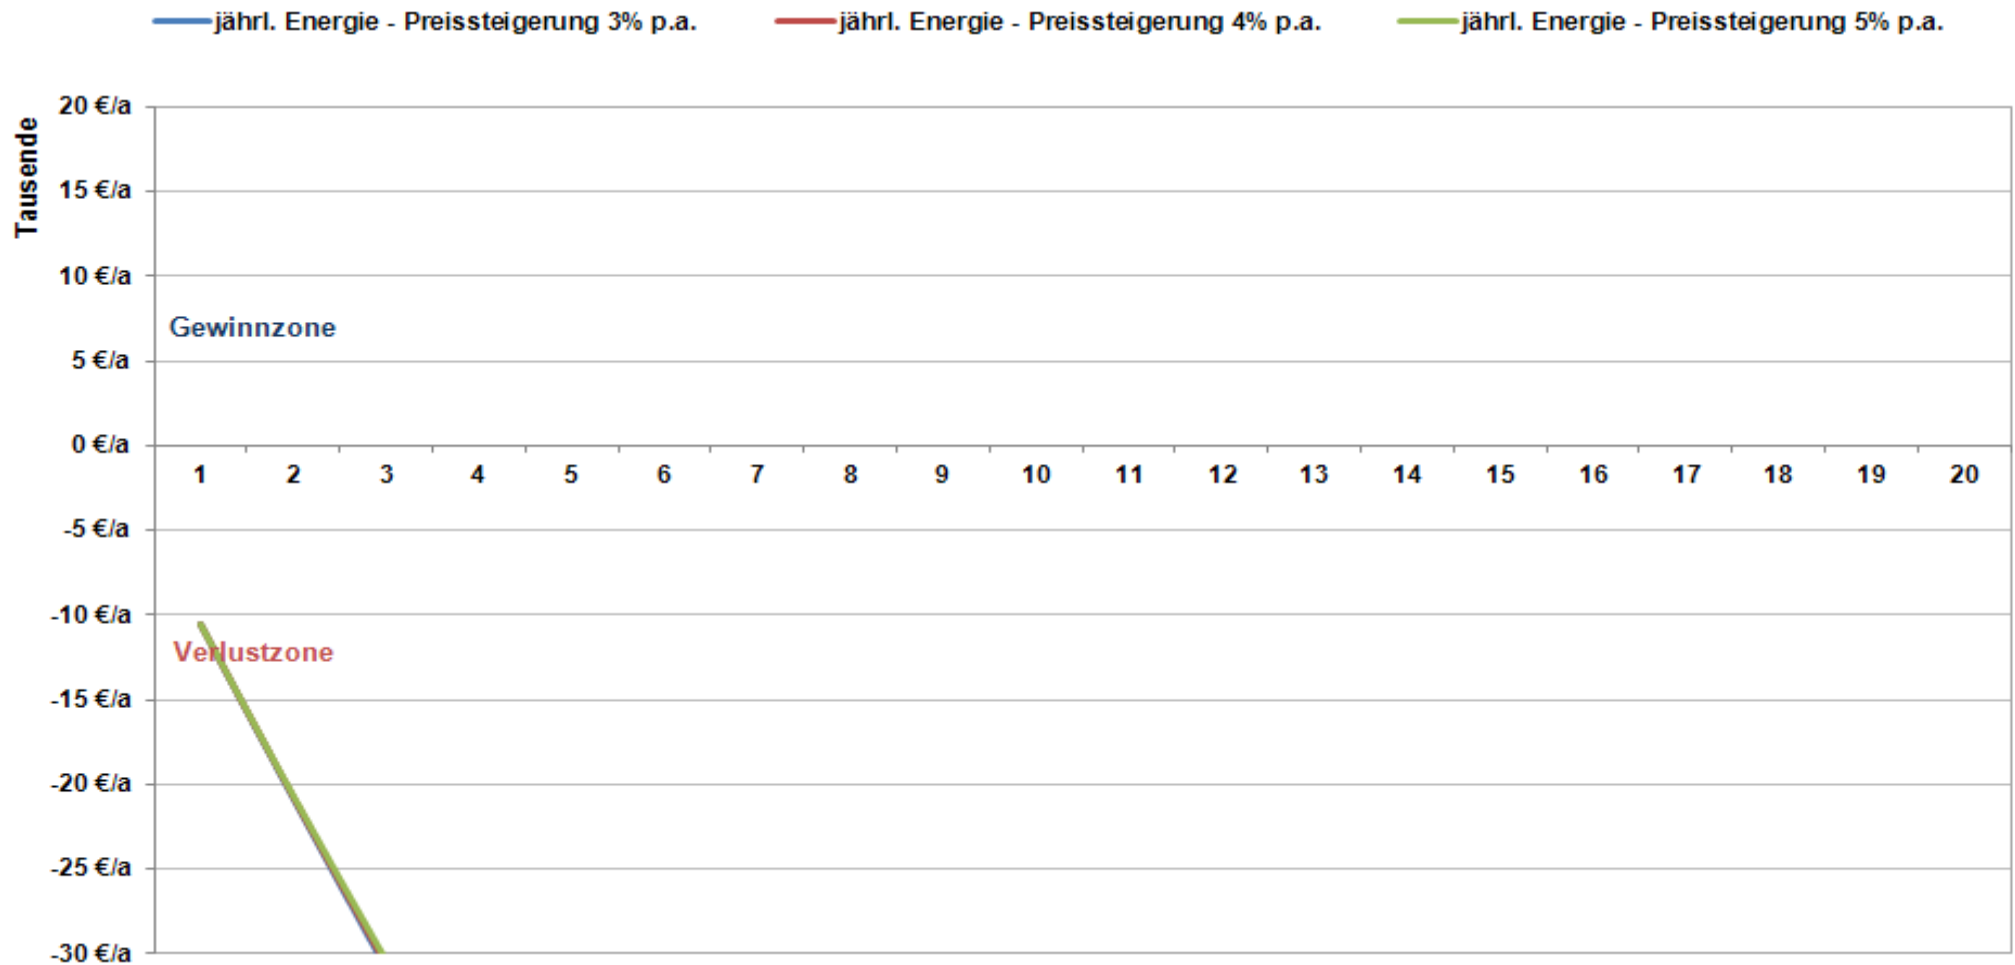 jährl. Energie - Preissteigerung 3% p.a. jährl. Energie - Preissteigerung 4% p.a. jährl. Energie - Preissteigerung 5% p.a.
Tausende
20 €/a
15 €/a
10 €/a
Gewinnzone
5 €/a
0 €/a
1 2 3 4 5 6 7 8 9 10 11 12 13 14 15 16 17 18 19 20
-5 €/a
-10 €/a
Verlustzone
-15 €/a
-20 €/a
-25 €/a
-30 €/a